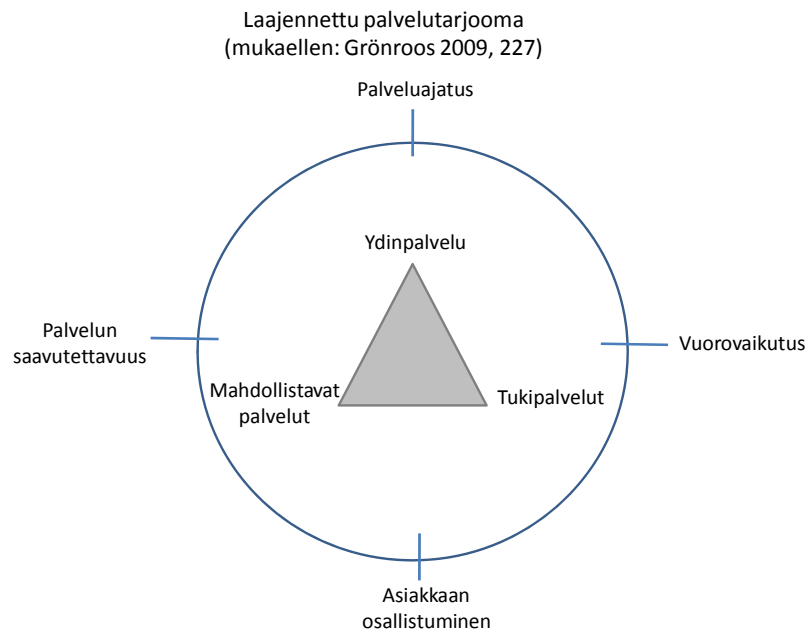 Laajennettu palvelutarjooma
(mukaellen: Grönroos 2009, 227)
Palveluajatus
Ydinpalvelu
Palvelun
saavutettavuus
Vuorovaikutus
Mahdollistavat
palvelut
Tukipalvelut
Asiakkaan
osallistuminen